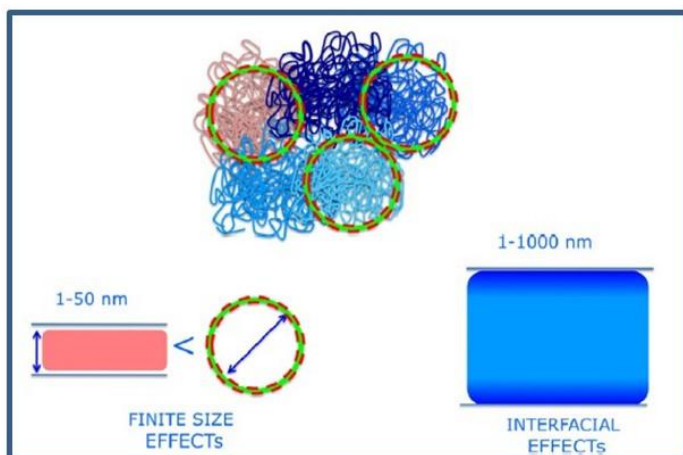 1-1000 nm
1-50 nm
<
FINITE SIZE
EFFECTs
INTERFACIAL
EFFECTs